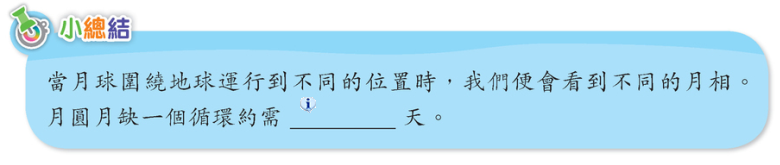 小總結
當月球圍繞地球運行到不同的位置時，我們便會看到不同的月相。
月圓月缺一個循環約需 __________ 天。